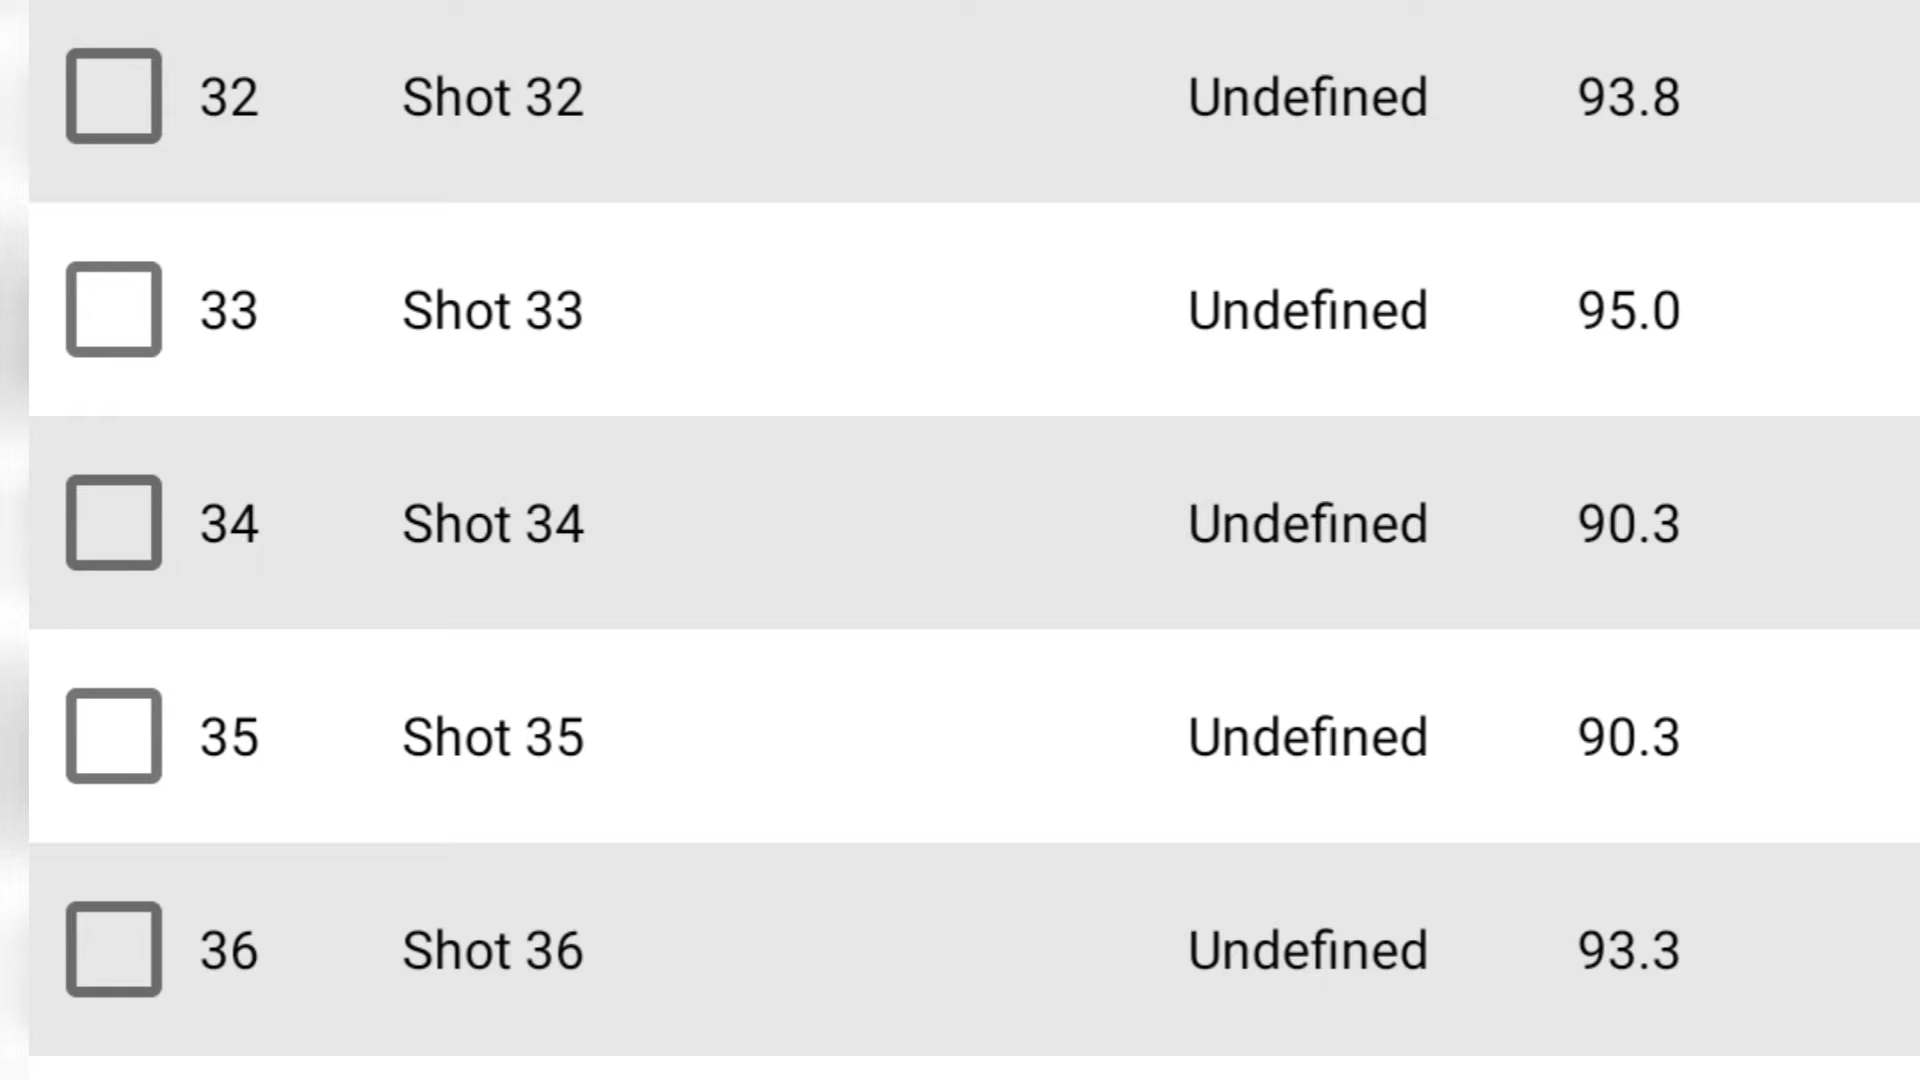 32 Shot 32 Undefined 93.8
33 Shot 33 Undefined 95.0
34 Shot 34 Undefined 90.3
35 Shot 35 Undefined 90.3
36 Shot 36 Undefined 93.3